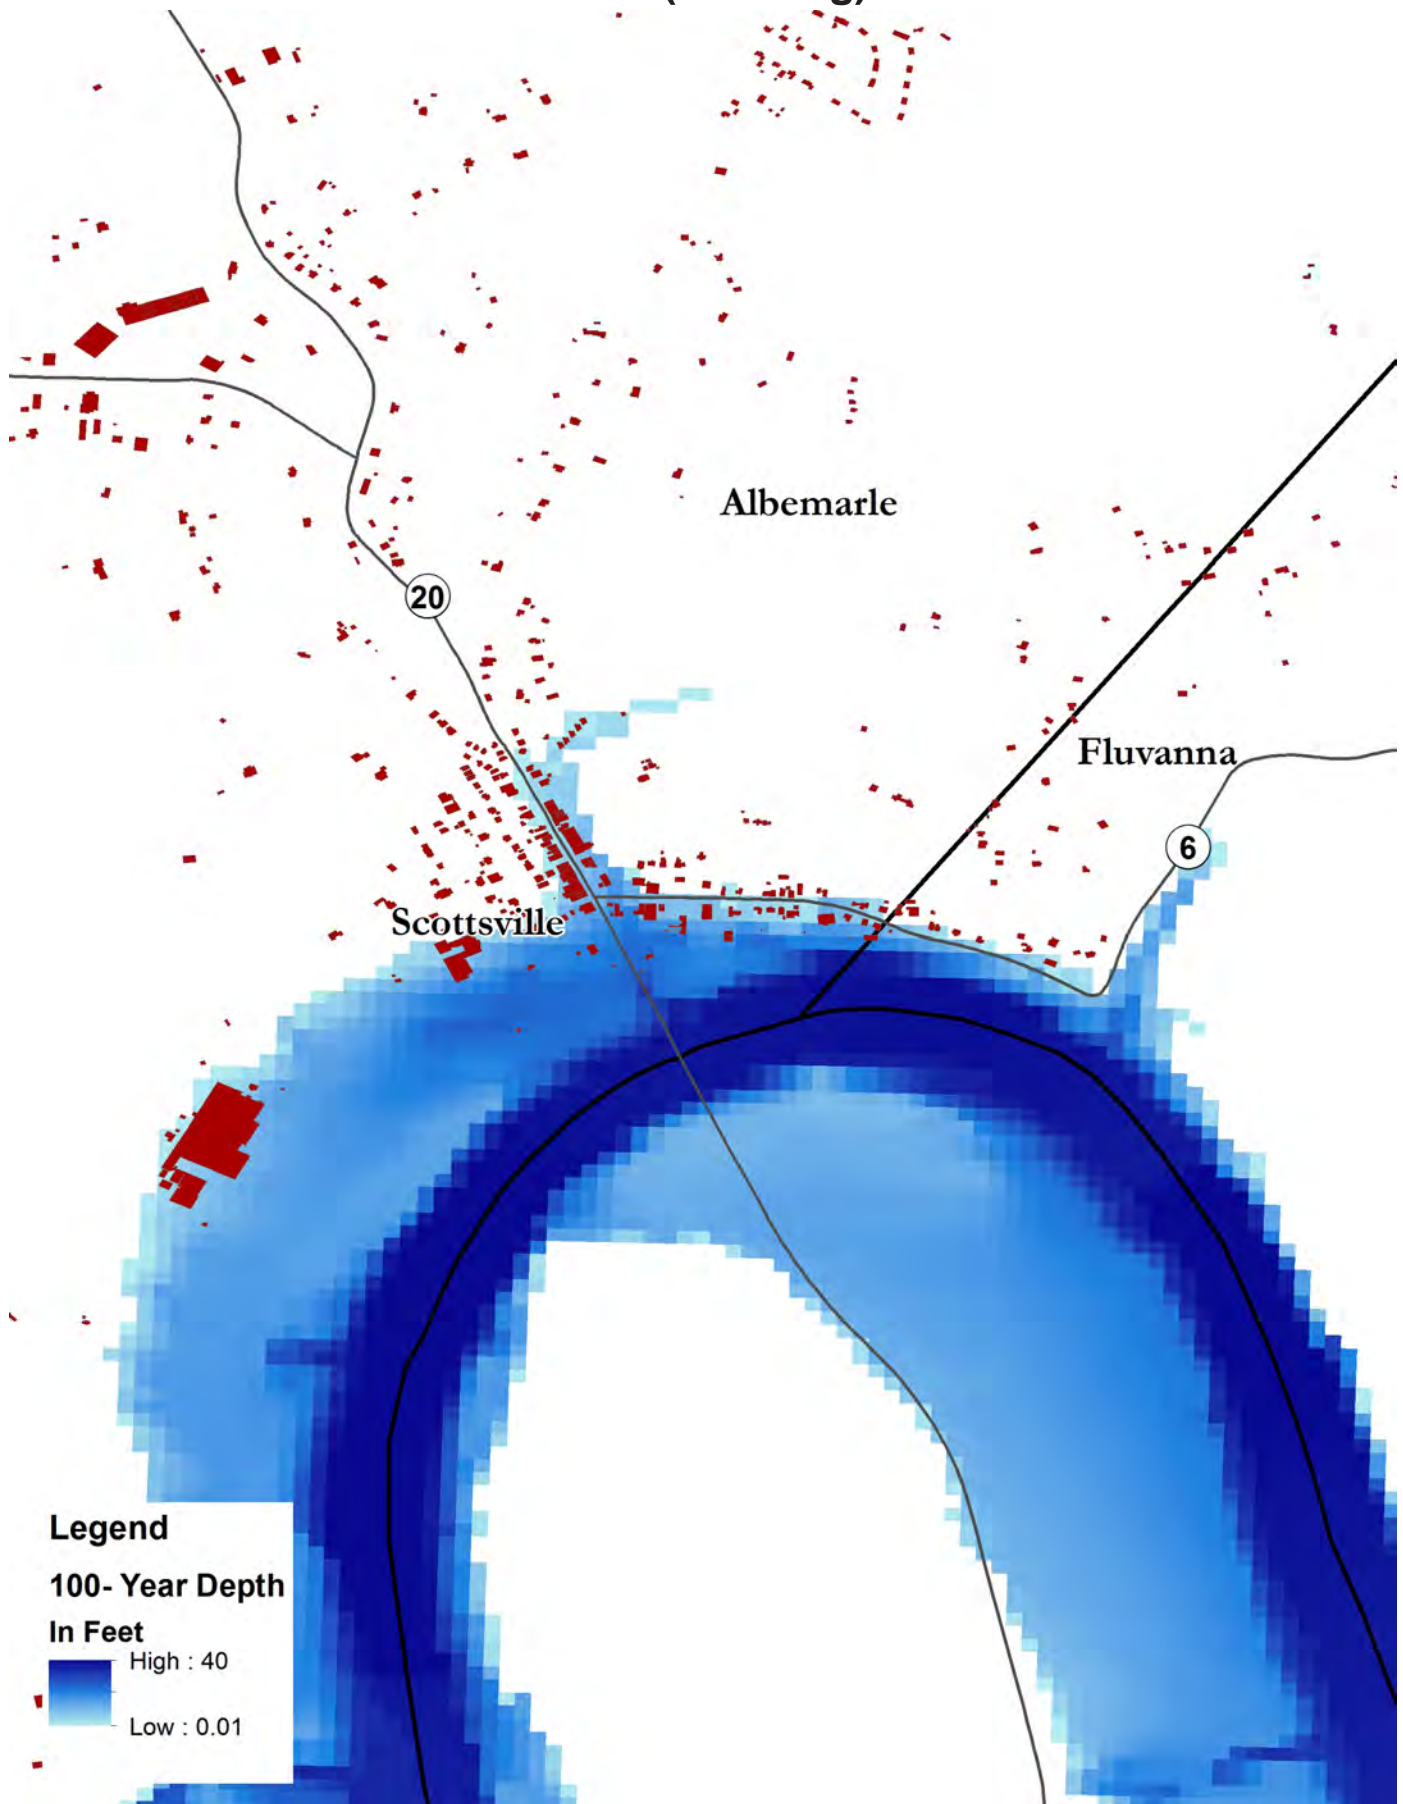 Albemarle
20
Fluvanna
6
Scottsville
Legend
100- Year Depth
In Feet
High : 40
Low : 0.01